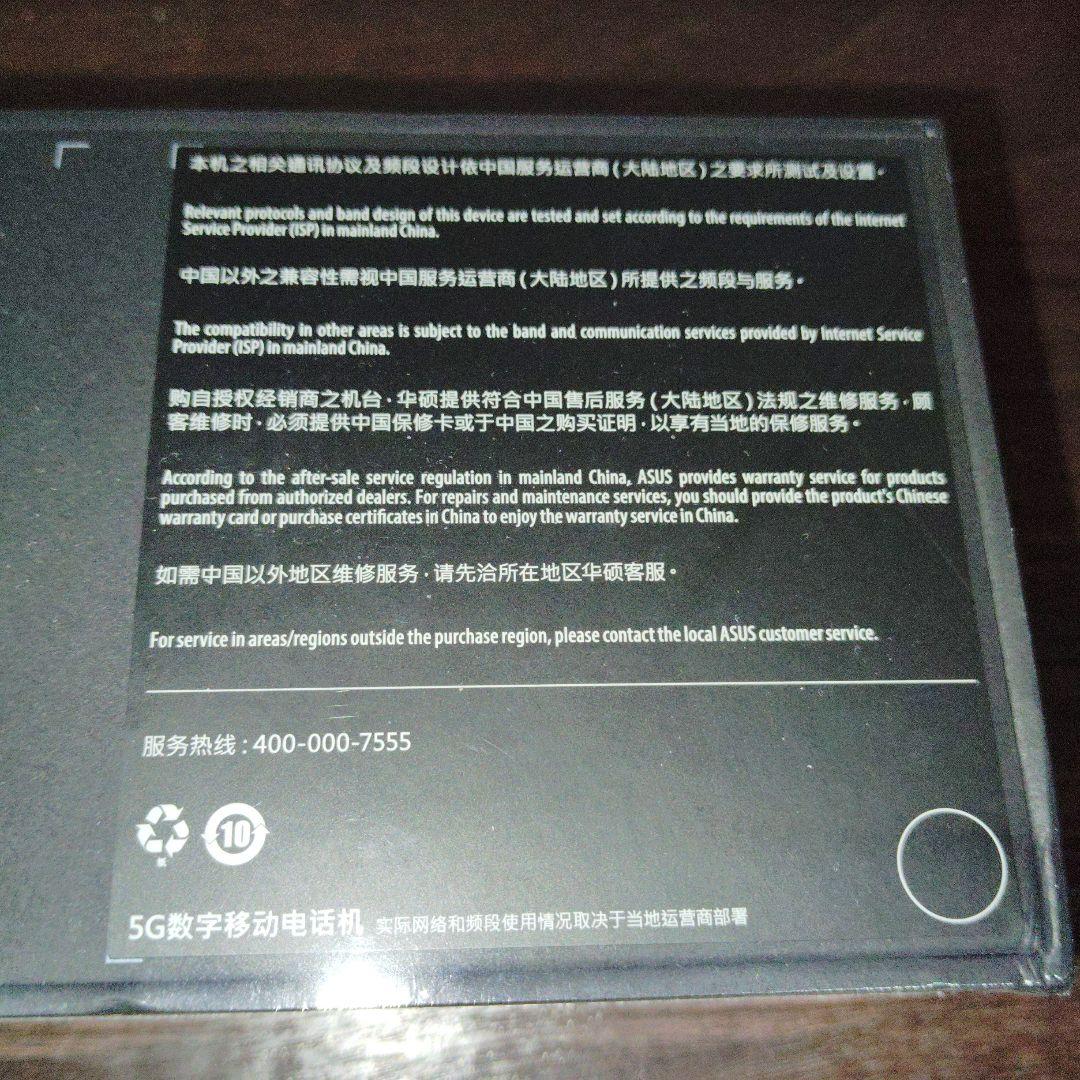 本机之相关通讯协议及频段设计依中国服务运营商(大陆地区)之要求所测试及设置。
Relevant protocols and band design of this device are tested and set according to the requirements of the Internet
Service Provider (ISP) in mainland China.
中国以外之兼容性需视中国服务运营商(大陆地区)所提供之频段与服务。
The compatibility in other areas is subject to the band and communication services provided by Internet Service
Provider (ISP) in mainland China.
购自授权经销商之机台,华硕提供符合中国售后服务(大陆地区)法规之维修服务,顾
客维修时,必须提供中国保修卡或于中国之购买证明,以享有当地的保修服务。
According to the after-sale service regulation in mainland China, ASUS provides warranty service for products
purchased from authorized dealers. For repairs and maintenance services, you should provide the product's Chinese
warranty card or purchase certificates in China to enjoy the warranty service in China.
如需中国以外地区维修服务,请先洽所在地区华硕客服。
For service in areas/regions outside the purchase region, please contact the local ASUS customer service.
服务热线:400-000-7555
纸
10
5G数字移动电话机 实际网络和频段使用情况取决于当地运营商部署